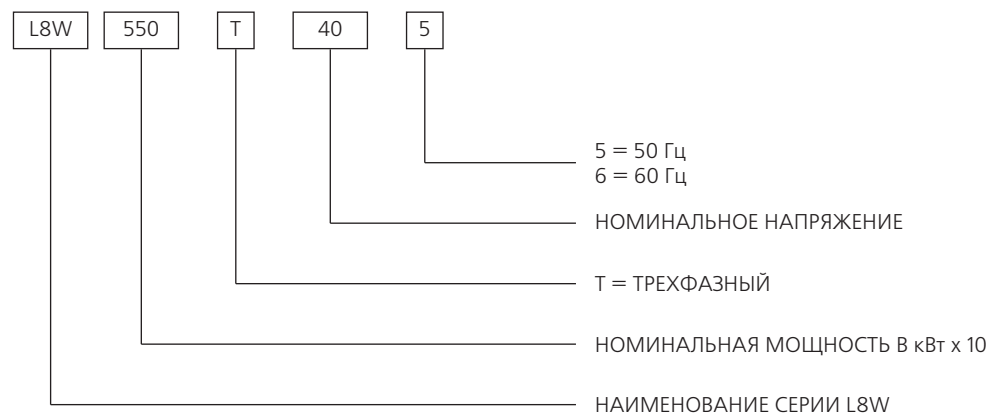 L8W 550 T 40 5
5 = 50 Гц
6 = 60 Гц
НОМИНАЛЬНОЕ НАПРЯЖЕНИЕ
T = ТРЕХФАЗНЫЙ
НОМИНАЛЬНАЯ МОЩНОСТЬ В кВт x 10
НАИМЕНОВАНИЕ СЕРИИ L8W